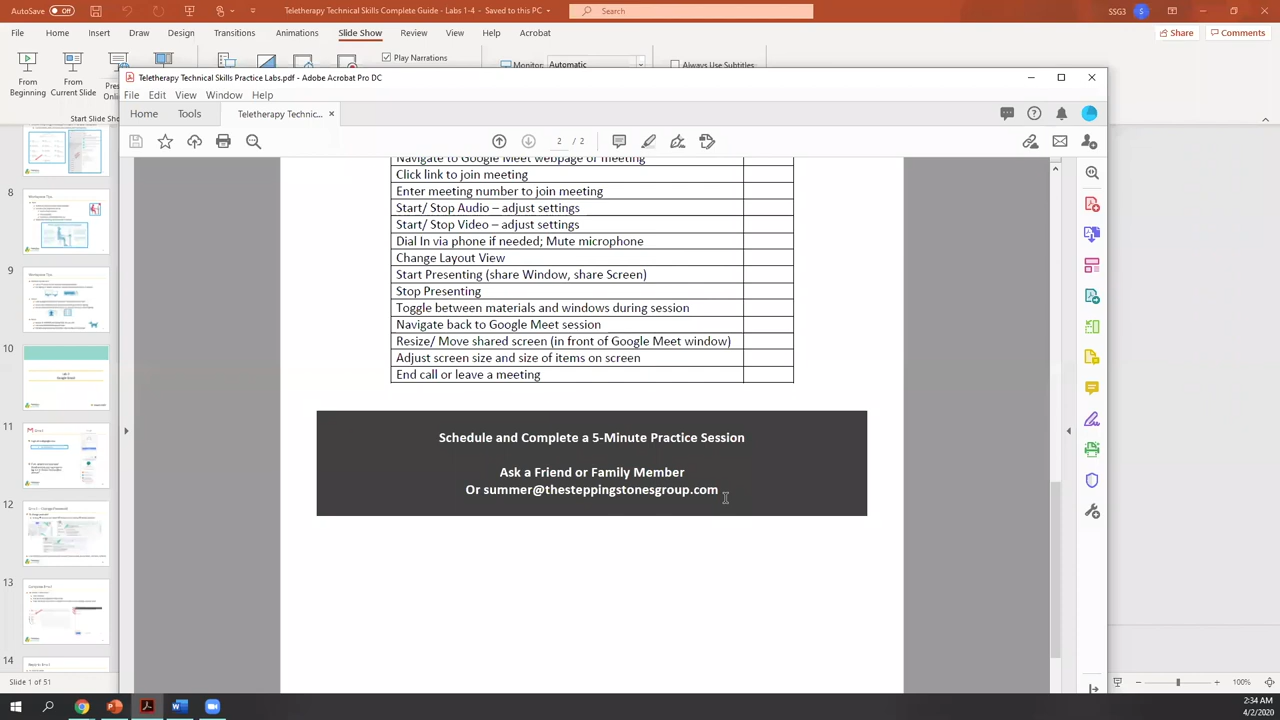 AutoSave Off
Teletherapy Technical Skills Complete Guide - Labs 1-4 - Saved to this PC
Search
SSG3
S
File Home Insert Draw Design Transitions Animations Slide Show Review View Help Acrobat
Share
Comments
From Beginning
From Current Slide
Play Narrations
Monitor: Automatic
Always Use Subtitles
Teletherapy Technical Skills Practice Labs.pdf - Adobe Acrobat Pro DC
File Edit View Window Help
Home Tools Teletherapy Technic... ×
2 / 2
Navigate to Google Meet webpage or meeting
Click link to join meeting
Enter meeting number to join meeting
Start/ Stop Audio – adjust settings
Start/ Stop Video – adjust settings
Dial In via phone if needed; Mute microphone
Change Layout View
Start Presenting (share Window, share Screen)
Stop Presenting
Toggle between materials and windows during session
Navigate back to Google Meet session
Resize/ Move shared screen (in front of Google Meet window)
Adjust screen size and size of items on screen
End call or leave a meeting
Schedule and Complete a 5-Minute Practice Session
Ask a Friend or Family Member
Or summer@thesteppingstonesgroup.com
8
9
10
11
12
13
14
Slide 1 of 51
100%
2:34 AM
4/2/2020